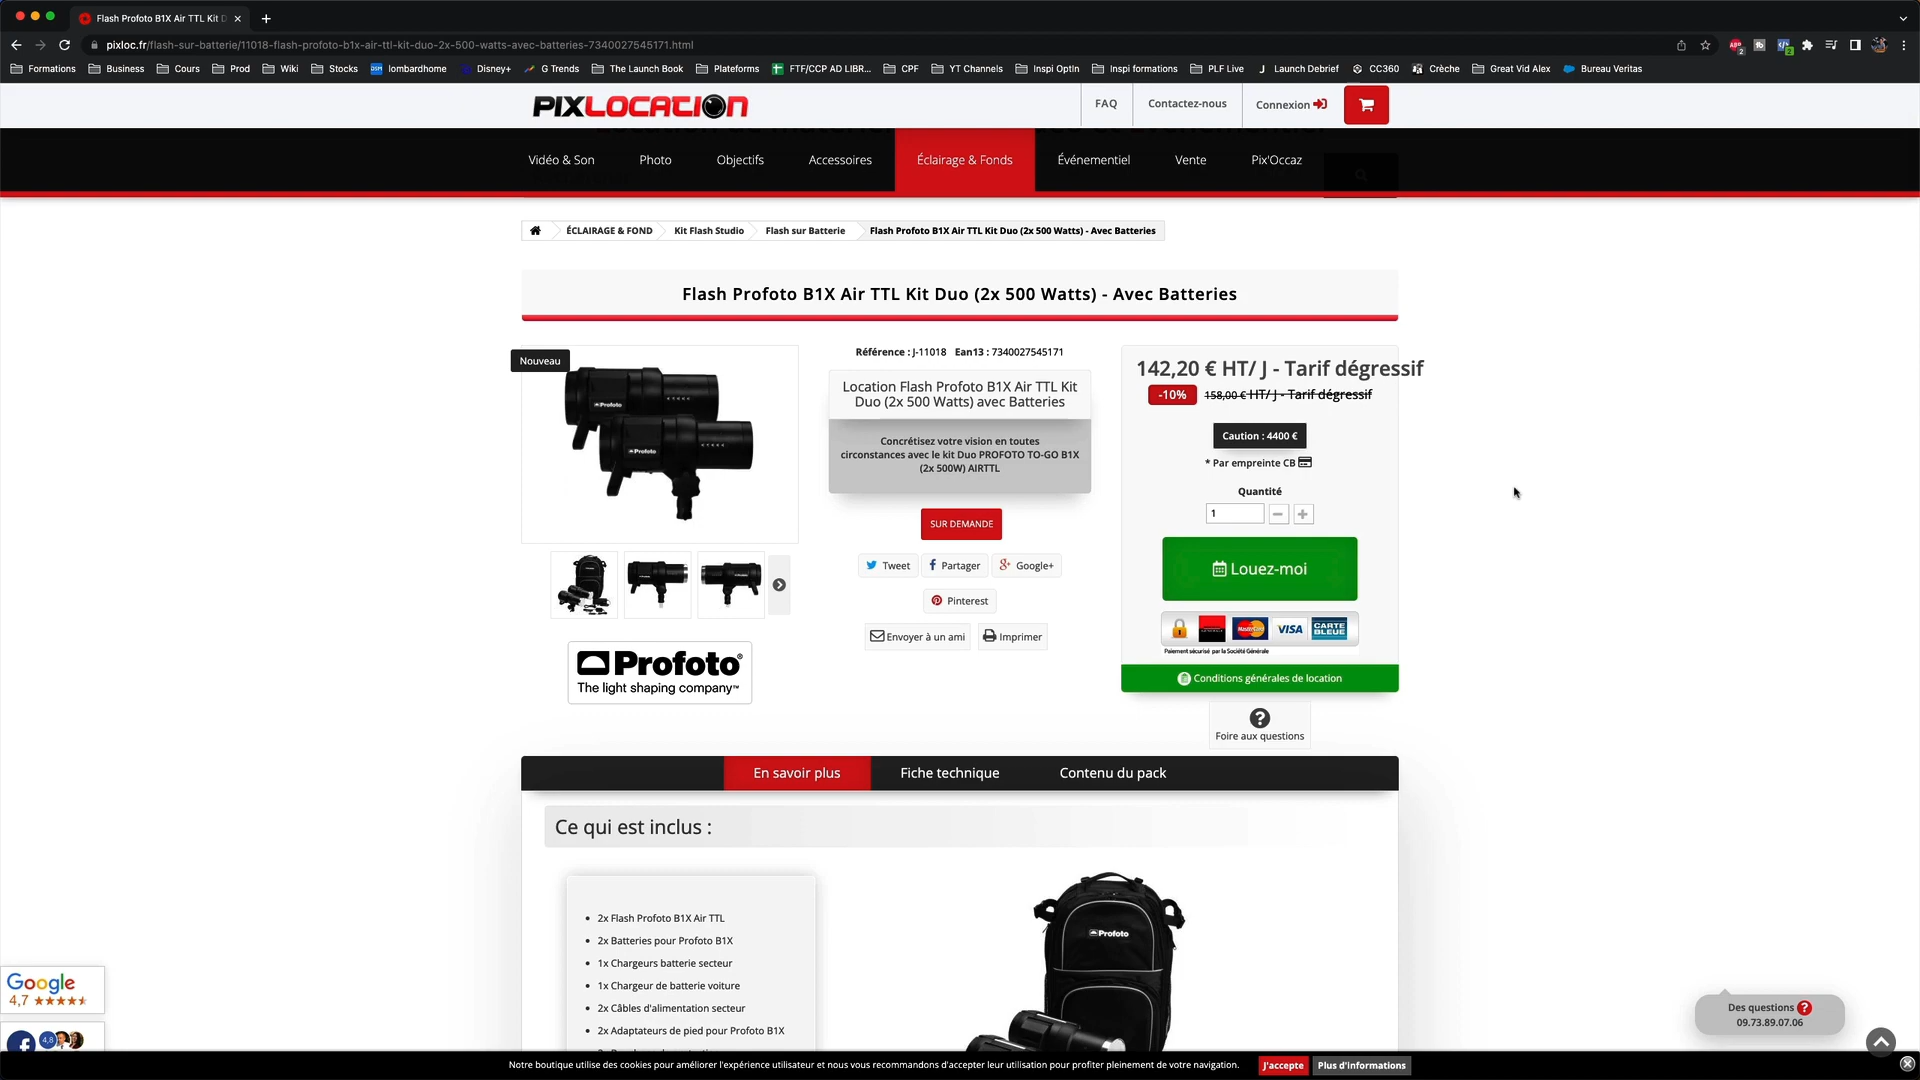 Flash Profoto B1X Air TTL Kit D
pixloc.fr/flash-sur-batterie/11018-flash-profoto-b1x-air-ttl-kit-duo-2x-500-watts-avec-batteries-7340027545171.html
Formations Business Cours Prod Wiki Stocks lombardhome Disney+ G Trends The Launch Book Plateformes FTF/CCP AD LIBR... CPF YT Channels Inspi OptIn Inspi formations PLF Live Launch Debrief CC360 Crèche Great Vid Alex Bureau Veritas
PIXLOCATION
FAQ Contactez-nous Connexion
Vidéo & Son Photo Objectifs Accessoires Éclairage & Fonds Événementiel Vente Pix'Occaz
ÉCLAIRAGE & FOND Kit Flash Studio Flash sur Batterie Flash Profoto B1X Air TTL Kit Duo (2x 500 Watts) - Avec Batteries
Flash Profoto B1X Air TTL Kit Duo (2x 500 Watts) - Avec Batteries
Nouveau
Profoto
Profoto
Profoto®
The light shaping company™
Référence : J-11018 Ean13 : 7340027545171
Location Flash Profoto B1X Air TTL Kit
Duo (2x 500 Watts) avec Batteries
Concrétisez votre vision en toutes
circonstances avec le kit Duo PROFOTO TO-GO B1X
(2x 500W) AIRTTL
SUR DEMANDE
Tweet Partager Google+
Pinterest
Envoyer à un ami Imprimer
142,20 € HT/ J - Tarif dégressif
-10% 158,00 € HT/ J - Tarif dégressif
Caution : 4400 €
* Par empreinte CB
Quantité
1
Louez-moi
MasterCard VISA CARTE BLEUE
Paiement sécurisé par la Société Générale
Conditions générales de location
Foire aux questions
En savoir plus Fiche technique Contenu du pack
Ce qui est inclus :
2x Flash Profoto B1X Air TTL
2x Batteries pour Profoto B1X
1x Chargeurs batterie secteur
1x Chargeur de batterie voiture
2x Câbles d'alimentation secteur
2x Adaptateurs de pied pour Profoto B1X
Profoto
Google
4,7
4,8
Des questions ?
09.73.89.07.06
Notre boutique utilise des cookies pour améliorer l'expérience utilisateur et nous vous recommandons d'accepter leur utilisation pour profiter pleinement de votre navigation. J'accepte Plus d'informations